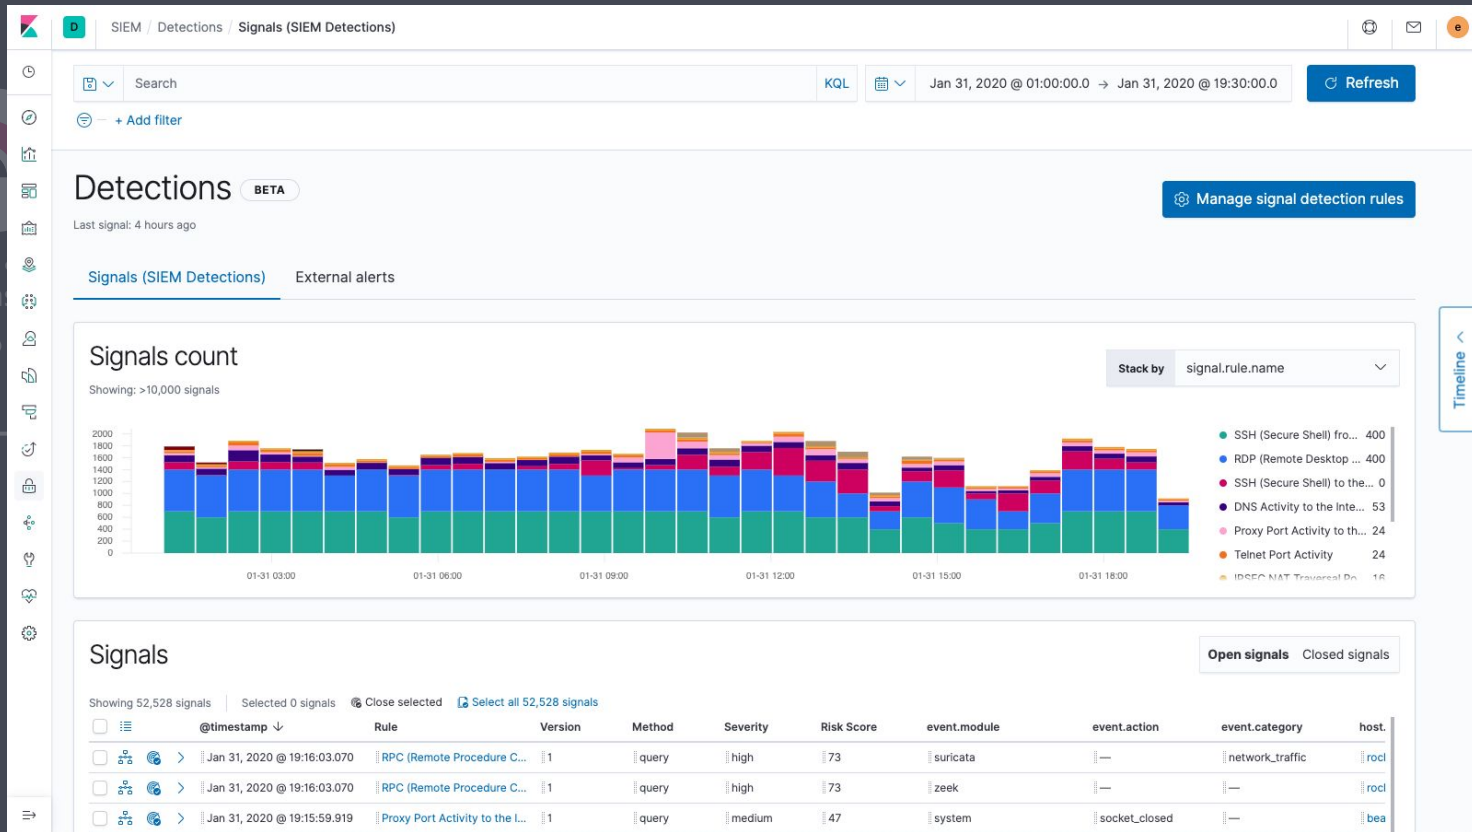 D SIEM / Detections / Signals (SIEM Detections) e
Search KQL Jan 31, 2020 @ 01:00:00.0 → Jan 31, 2020 @ 19:30:00.0 Refresh
+ Add filter
Detections BETA
Manage signal detection rules
Last signal: 4 hours ago
Signals (SIEM Detections) External alerts
Timeline
Signals count
Stack by signal.rule.name
Showing: >10,000 signals
2000
1800
1600
1400
1200
1000
800
600
400
200
0
01-31 03:00 01-31 06:00 01-31 09:00 01-31 12:00 01-31 15:00 01-31 18:00
SSH (Secure Shell) fro... 400
RDP (Remote Desktop ... 400
SSH (Secure Shell) to the... 0
DNS Activity to the Inte... 53
Proxy Port Activity to th... 24
Telnet Port Activity 24
IPSEC NAT Traversal Po... 16
Signals
Open signals Closed signals
Showing 52,528 signals Selected 0 signals Close selected Select all 52,528 signals
@timestamp ↓ Rule Version Method Severity Risk Score event.module event.action event.category host.
Jan 31, 2020 @ 19:16:03.070 RPC (Remote Procedure C... 1 query high 73 suricata — network_traffic rocl
Jan 31, 2020 @ 19:16:03.070 RPC (Remote Procedure C... 1 query high 73 zeek — — rocl
Jan 31, 2020 @ 19:15:59.919 Proxy Port Activity to the I... 1 query medium 47 system socket_closed — bea